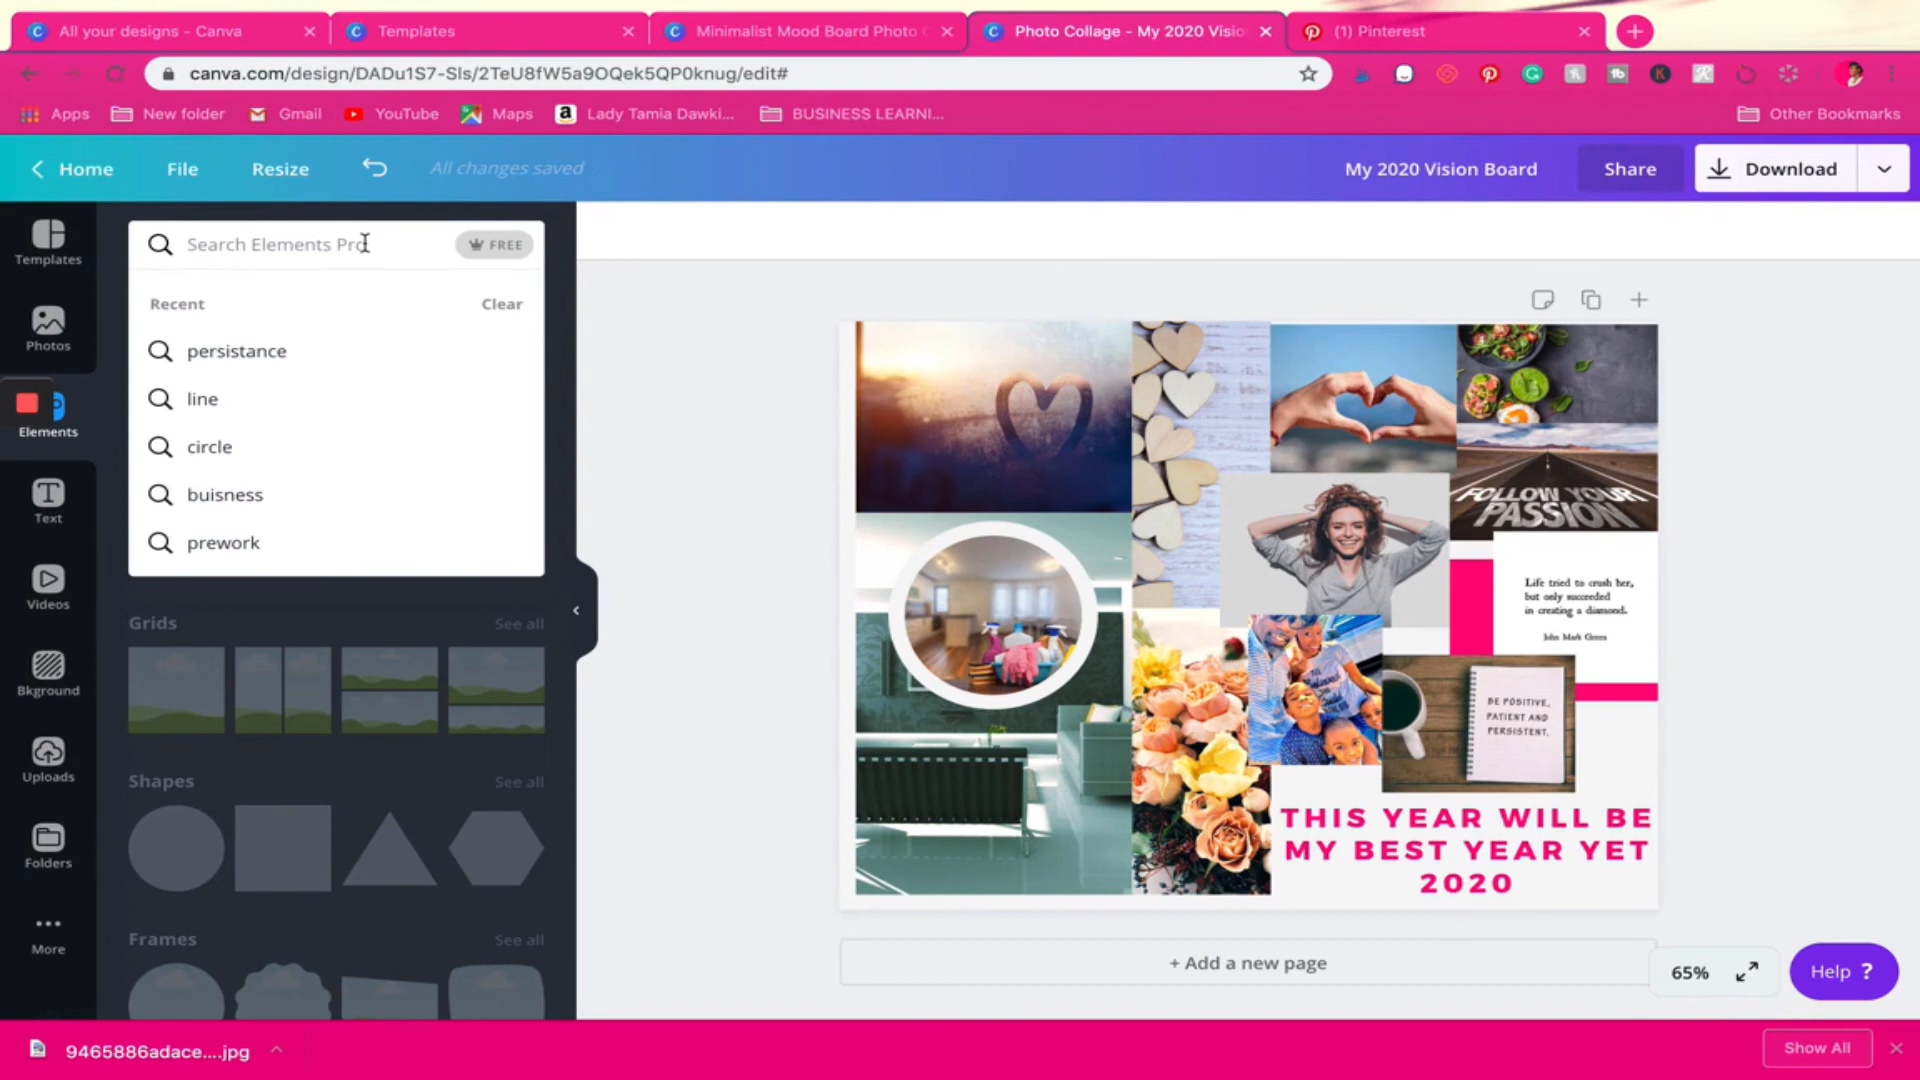 All your designs - Canva
Templates
Minimalist Mood Board Photo
Photo Collage - My 2020 Visio
(1) Pinterest
canva.com/design/DADu1S7-SIs/2TeU8fW5a9OQek5QP0knug/edit#
Apps
New folder
Gmail
YouTube
Maps
Lady Tamia Dawki...
BUSINESS LEARNI...
Other Bookmarks
Home
File
Resize
All changes saved
My 2020 Vision Board
Share
Download
Templates
Photos
Elements
Text
Videos
Bkground
Uploads
Folders
More
Search Elements Pro
FREE
Recent
Clear
persistance
line
circle
buisness
prework
Grids
See all
Shapes
See all
Frames
See all
FOLLOW YOUR
PASSION
Life tried to crush her,
but only succeeded
in creating a diamond.
John Mark Green
BE POSITIVE,
PATIENT AND
PERSISTENT.
THIS YEAR WILL BE
MY BEST YEAR YET
2020
+ Add a new page
65%
Help ?
9465886adace....jpg
Show All